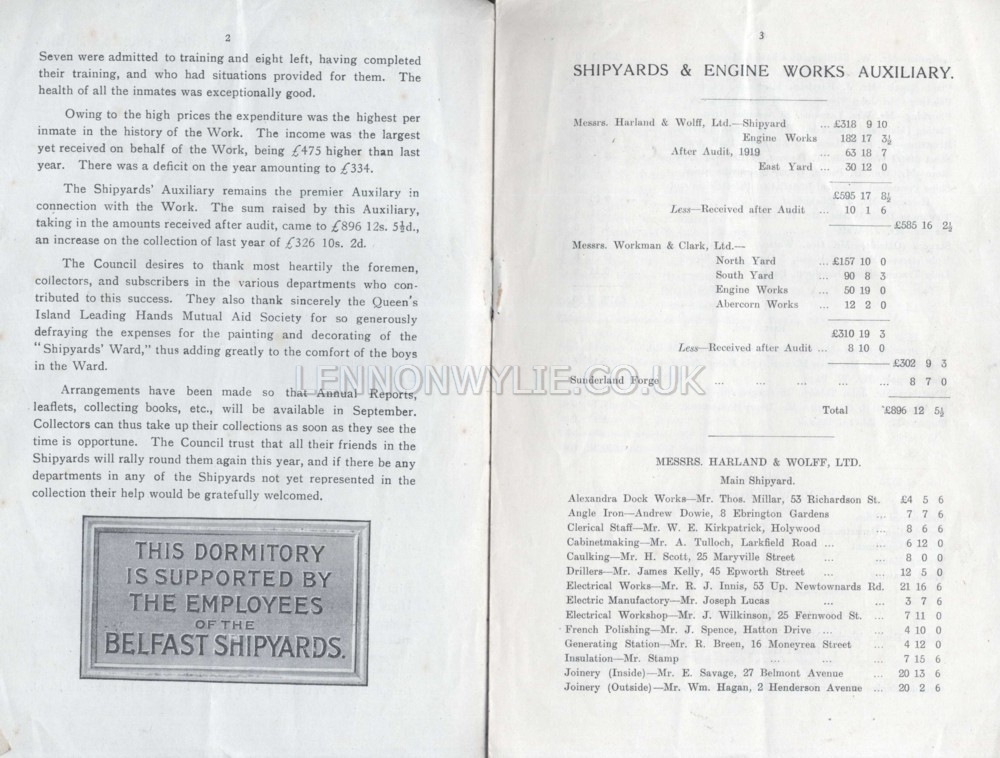 2
Seven were admitted to training and eight left, having completed
their training, and who had situations provided for them. The
health of all the inmates was exceptionally good.
Owing to the high prices the expenditure was the highest per
inmate in the history of the Work. The income was the largest
yet received on behalf of the Work, being £475 higher than last
year. There was a deficit on the year amounting to £334.
The Shipyards' Auxiliary remains the premier Auxilary in
connection with the Work. The sum raised by this Auxiliary,
taking in the amounts received after audit, came to £896 12s. 5½d.,
an increase on the collection of last year of £326 10s. 2d.
The Council desires to thank most heartily the foremen,
collectors, and subscribers in the various departments who con-
tributed to this success. They also thank sincerely the Queen's
Island Leading Hands Mutual Aid Society for so generously
defraying the expenses for the painting and decorating of the
"Shipyards' Ward," thus adding greatly to the comfort of the boys
in the Ward.
Arrangements have been made so that Annual Reports,
leaflets, collecting books, etc., will be available in September.
Collectors can thus take up their collections as soon as they see the
time is opportune. The Council trust that all their friends in the
Shipyards will rally round them again this year, and if there be any
departments in any of the Shipyards not yet represented in the
collection their help would be gratefully welcomed.
THIS DORMITORY
IS SUPPORTED BY
THE EMPLOYEES
OF THE
BELFAST SHIPYARDS.
3
SHIPYARDS & ENGINE WORKS AUXILIARY.
Messrs. Harland & Wolff, Ltd.—Shipyard ... £318 9 10
Engine Works 182 17 3½
After Audit, 1919 ... 63 18 7
East Yard ... 30 12 0
£595 17 8½
Less—Received after Audit ... 10 1 6
£585 16 2½
Messrs. Workman & Clark, Ltd.—
North Yard ... £157 10 0
South Yard ... 90 8 3
Engine Works ... 50 19 0
Abercorn Works ... 12 2 0
£310 19 3
Less—Received after Audit ... 8 10 0
£302 9 3
Sunderland Forge ... ... ... ... ... 8 7 0
Total £896 12 5½
MESSRS. HARLAND & WOLFF, LTD.
Main Shipyard.
Alexandra Dock Works—Mr. Thos. Millar, 53 Richardson St. £4 5 6
Angle Iron—Andrew Dowie, 8 Ebrington Gardens ... 7 7 6
Clerical Staff—Mr. W. E. Kirkpatrick, Holywood ... 8 6 6
Cabinetmaking—Mr. A. Tulloch, Larkfield Road ... ... 6 12 0
Caulking—Mr. H. Scott, 25 Maryville Street ... 8 0 0
Drillers—Mr. James Kelly, 45 Epworth Street ... ... 12 5 0
Electrical Works—Mr. R. J. Innis, 53 Up. Newtownards Rd. 21 16 6
Electric Manufactory—Mr. Joseph Lucas ... ... 3 7 6
Electrical Workshop—Mr. J. Wilkinson, 25 Fernwood St. ... 7 11 0
French Polishing—Mr. J. Spence, Hatton Drive ... ... 4 10 0
Generating Station—Mr. R. Breen, 16 Moneyrea Street ... 4 12 0
Insulation—Mr. Stamp ... ... ... 7 15 6
Joinery (Inside)—Mr. E. Savage, 27 Belmont Avenue ... 20 13 6
Joinery (Outside)—Mr. Wm. Hagan, 2 Henderson Avenue ... 20 2 6
LENNONWYLIE.CO.UK